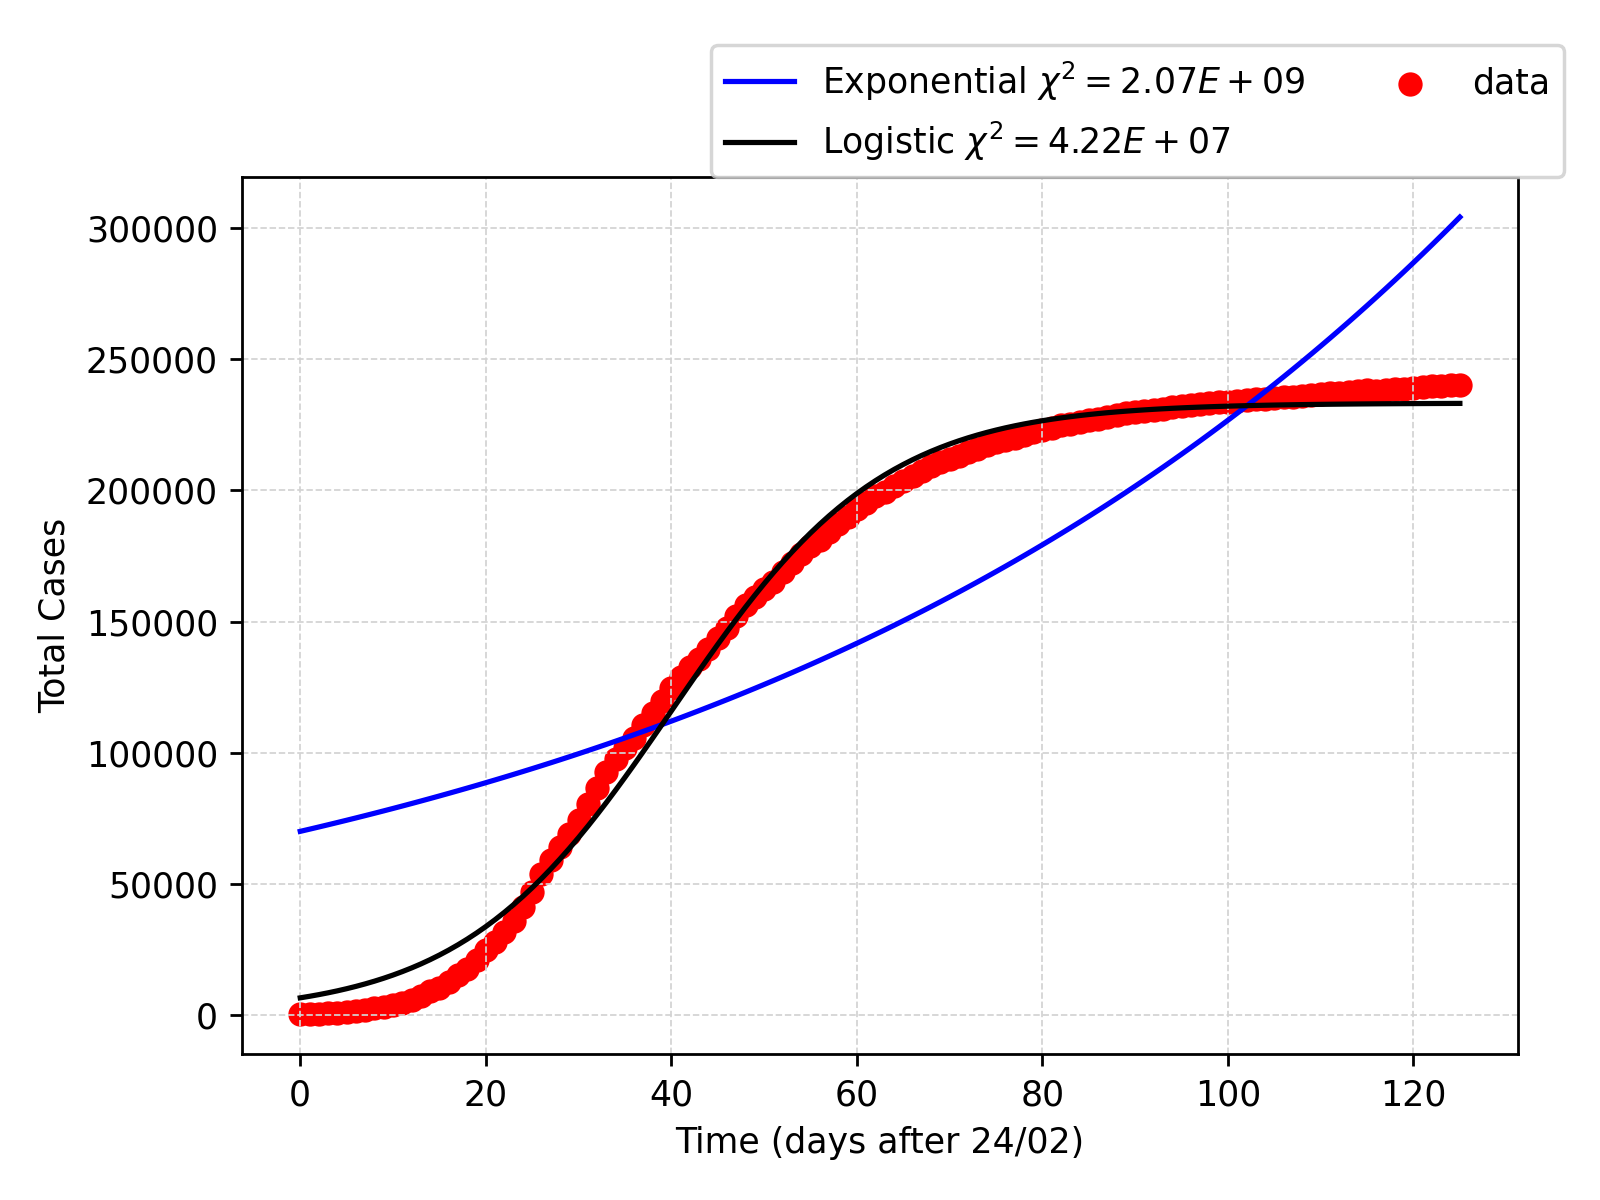 Exponential χ² = 2.07E + 09
data
Logistic χ² = 4.22E + 07
300000
250000
200000
150000
100000
50000
0
Total Cases
0 20 40 60 80 100 120
Time (days after 24/02)